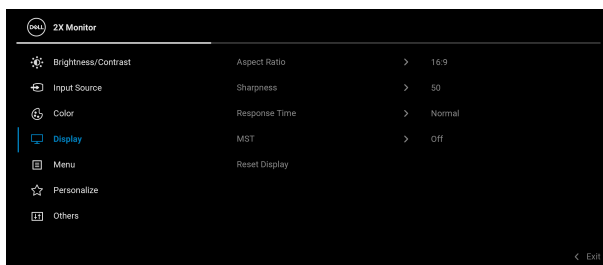 DELL 2X Monitor
Brightness/Contrast Aspect Ratio > 16:9
Input Source Sharpness > 50
Color Response Time > Normal
Display MST > Off
Menu Reset Display
Personalize
Others
< Exit